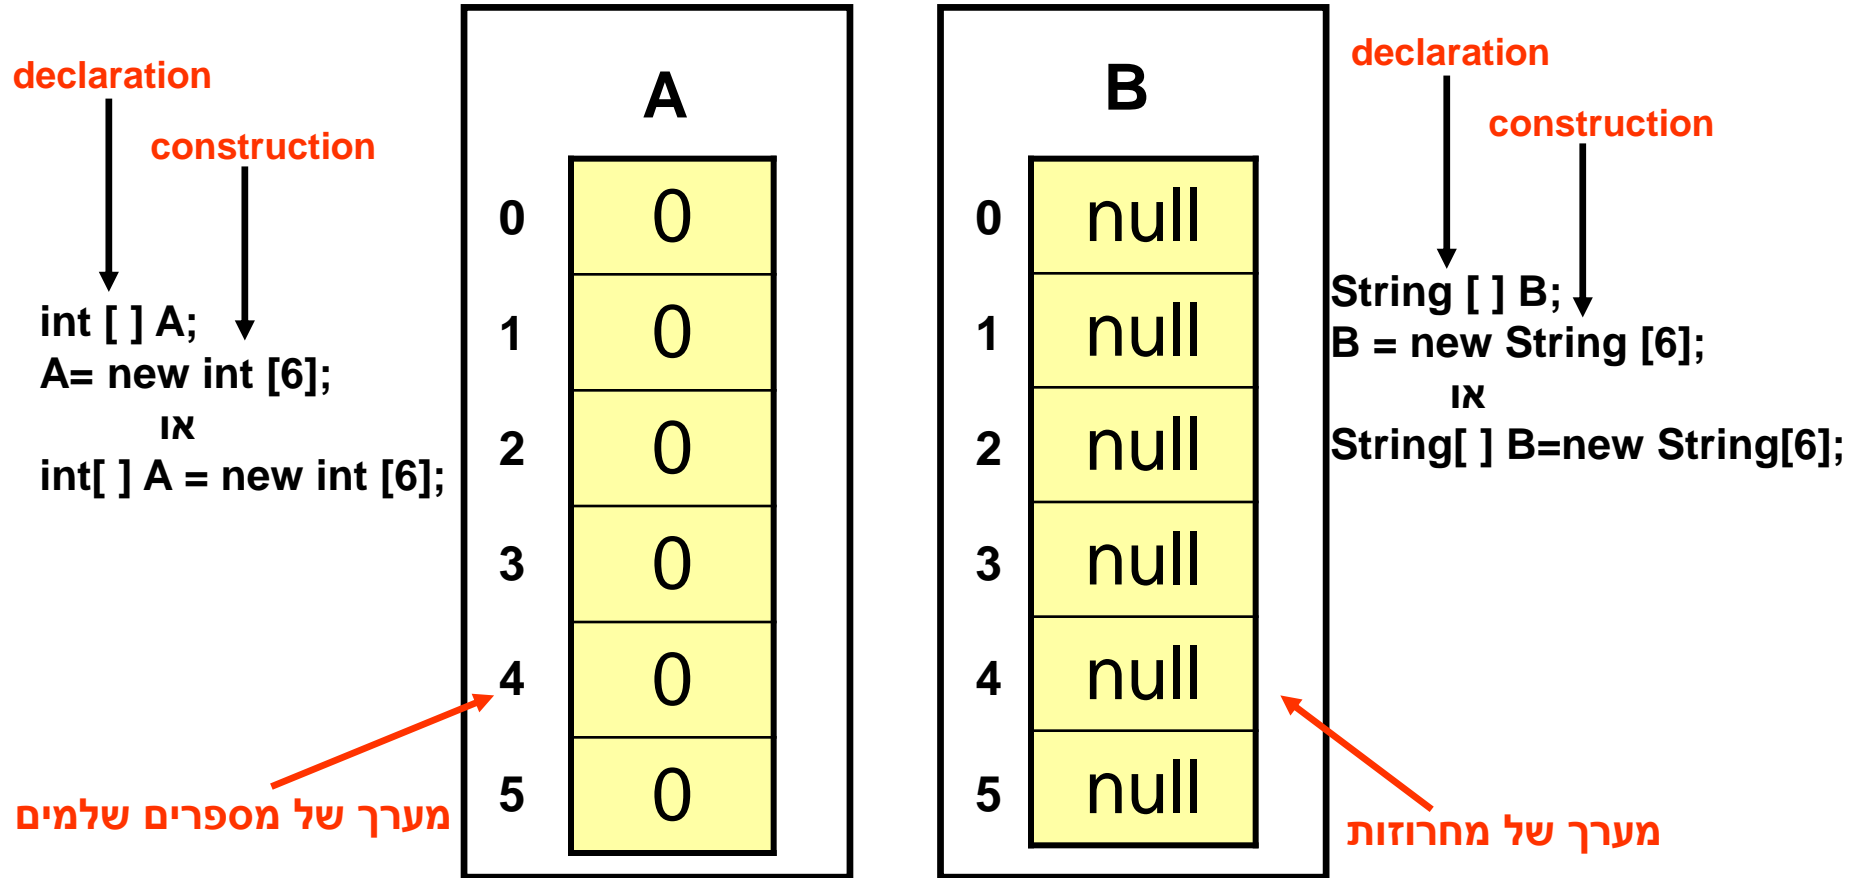 declaration
construction
int [ ] A;
A= new int [6];
או
int[ ] A = new int [6];
מערך של מספרים שלמים
A
0 0
1 0
2 0
3 0
4 0
5 0
B
0 null
1 null
2 null
3 null
4 null
5 null
declaration
construction
String [ ] B;
B = new String [6];
או
String[ ] B=new String[6];
מערך של מחרוזות